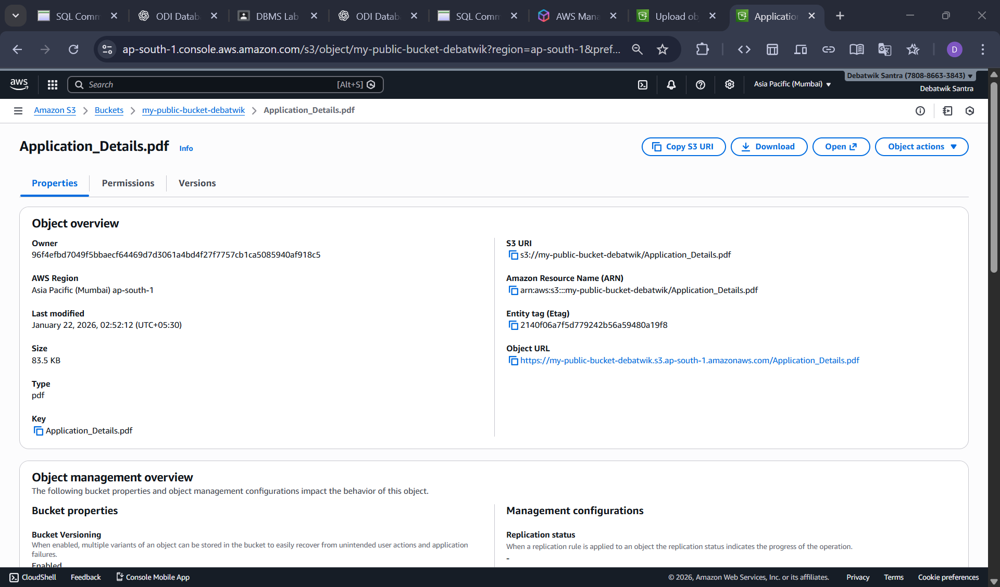 SQL Comm
ODI Datab
DBMS Lab
ODI Datab
SQL Comm
AWS Mana
Upload ob
Applicatio
ap-south-1.console.aws.amazon.com/s3/object/my-public-bucket-debatwik?region=ap-south-1&pref...
D
aws
Search
[Alt+S]
Asia Pacific (Mumbai)
Debatwik Santra (7808-8663-3843)
Debatwik Santra
Amazon S3
Buckets
my-public-bucket-debatwik
Application_Details.pdf
Application_Details.pdf
Info
Copy S3 URI
Download
Open
Object actions
Properties
Permissions
Versions
Object overview
Owner
96f4efbd7049f5bbaecf64469d7d3061a4bd4f27f7757cb1ca5085940af918c5
AWS Region
Asia Pacific (Mumbai) ap-south-1
Last modified
January 22, 2026, 02:52:12 (UTC+05:30)
Size
83.5 KB
Type
pdf
Key
Application_Details.pdf
S3 URI
s3://my-public-bucket-debatwik/Application_Details.pdf
Amazon Resource Name (ARN)
arn:aws:s3:::my-public-bucket-debatwik/Application_Details.pdf
Entity tag (Etag)
2140f06a7f5d779242b56a59480a19f8
Object URL
https://my-public-bucket-debatwik.s3.ap-south-1.amazonaws.com/Application_Details.pdf
Object management overview
The following bucket properties and object management configurations impact the behavior of this object.
Bucket properties
Bucket Versioning
When enabled, multiple variants of an object can be stored in the bucket to easily recover from unintended user actions and application
failures.
Enabled
Management configurations
Replication status
When a replication rule is applied to an object the replication status indicates the progress of the operation.
-
CloudShell
Feedback
Console Mobile App
© 2026, Amazon Web Services, Inc. or its affiliates.
Privacy
Terms
Cookie preferences